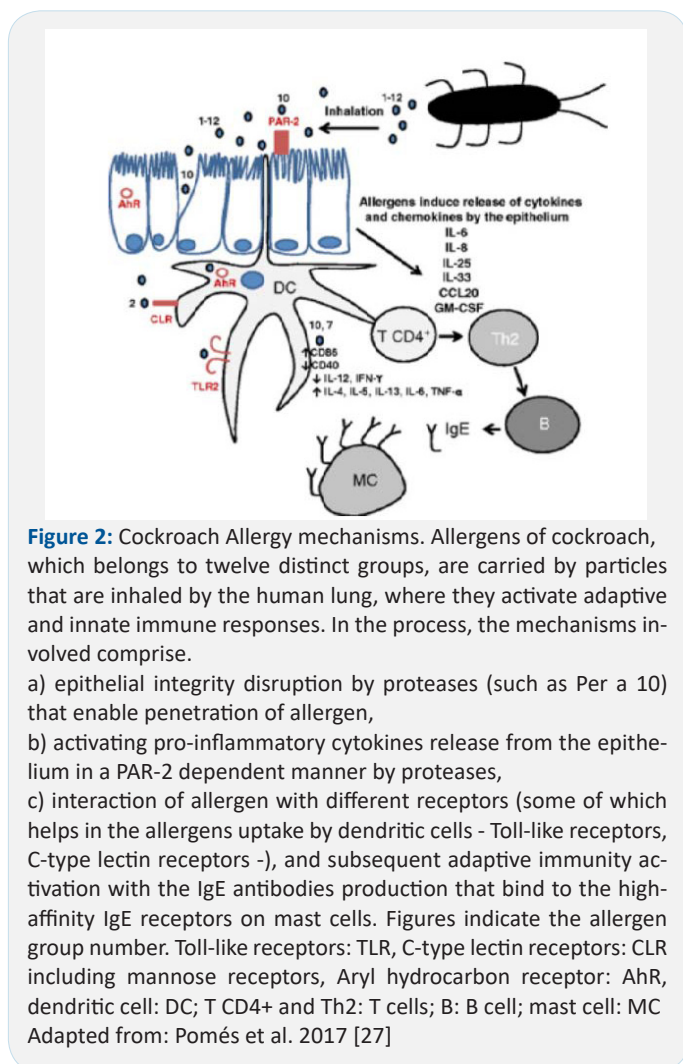 10
1-12
PAR-2
Inhalation
1-12
10
AhR
Allergens induce release of cytokines
and chemokines by the epithelium
IL-6
IL-8
IL-25
IL-33
CCL20
GM-CSF
AhR
DC
2
CLR
TLR2
10, 7
↑CD86
↓CD40
↓ IL-12, IFN-γ
↑ IL-4, IL-5, IL-13, IL-6, TNF-α
T CD4+
Th2
B
IgE
MC
Figure 2: Cockroach Allergy mechanisms. Allergens of cockroach,
which belongs to twelve distinct groups, are carried by particles
that are inhaled by the human lung, where they activate adaptive
and innate immune responses. In the process, the mechanisms in-
volved comprise.
a) epithelial integrity disruption by proteases (such as Per a 10)
that enable penetration of allergen,
b) activating pro-inflammatory cytokines release from the epithe-
lium in a PAR-2 dependent manner by proteases,
c) interaction of allergen with different receptors (some of which
helps in the allergens uptake by dendritic cells - Toll-like receptors,
C-type lectin receptors -), and subsequent adaptive immunity ac-
tivation with the IgE antibodies production that bind to the high-
affinity IgE receptors on mast cells. Figures indicate the allergen
group number. Toll-like receptors: TLR, C-type lectin receptors: CLR
including mannose receptors, Aryl hydrocarbon receptor: AhR,
dendritic cell: DC; T CD4+ and Th2: T cells; B: B cell; mast cell: MC
Adapted from: Pomés et al. 2017 [27]